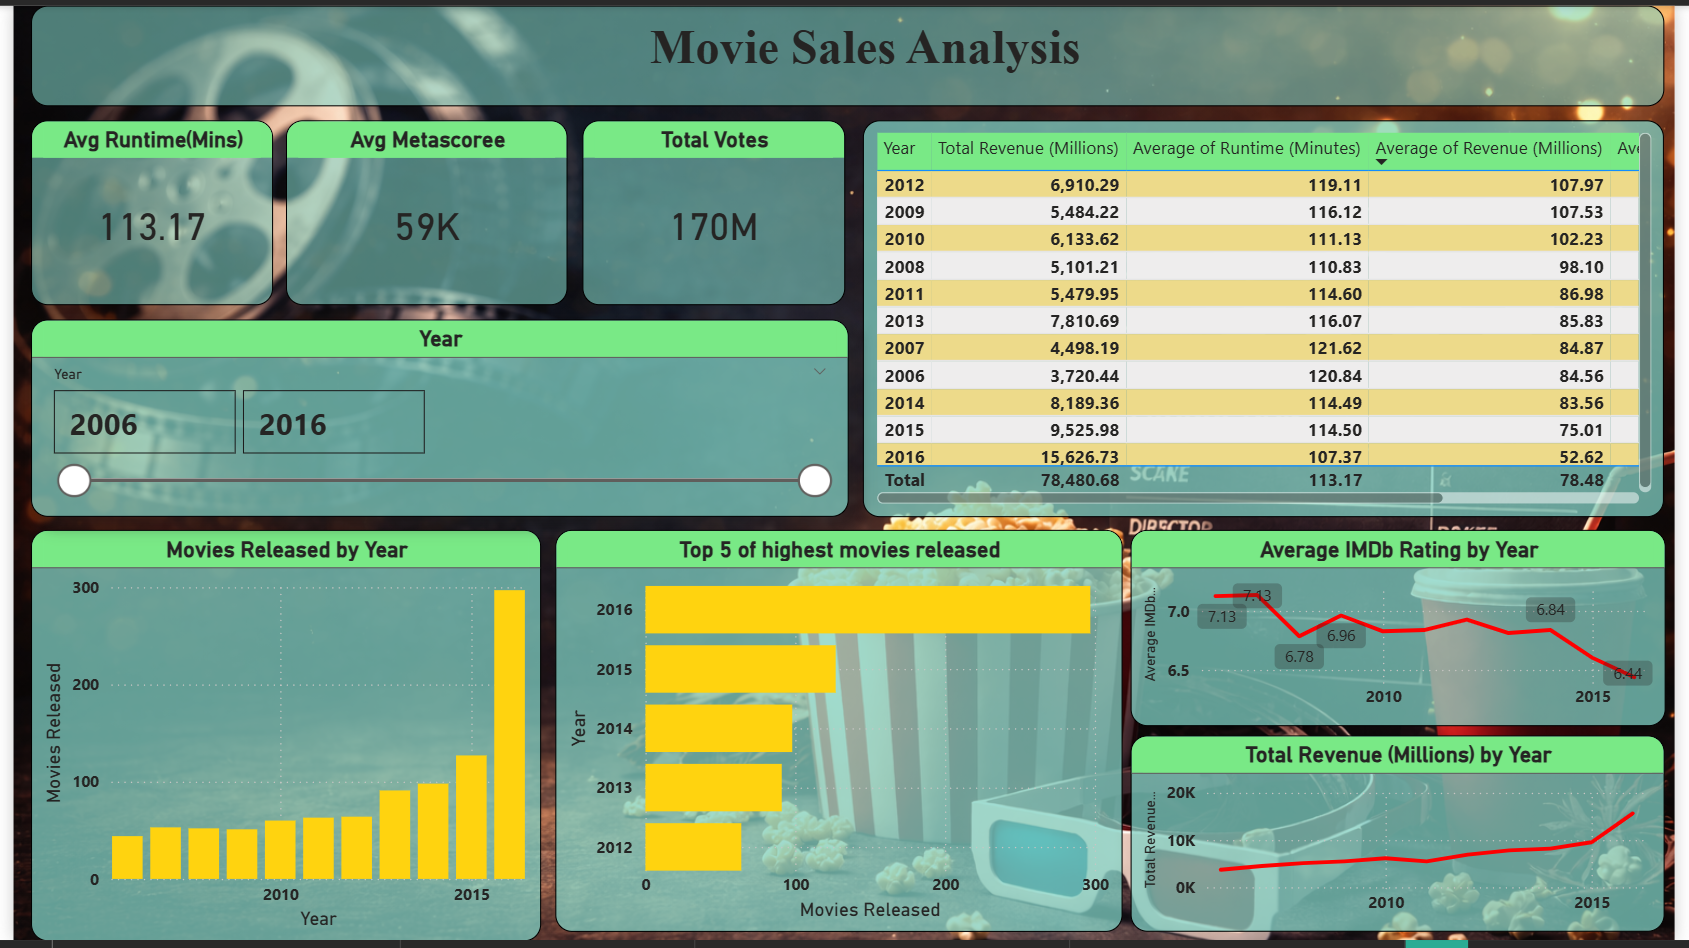 Movie Sales Analysis
Avg Runtime(Mins)
113.17
Avg Metascoree
59K
Total Votes
170M
Year Total Revenue (Millions) Average of Runtime (Minutes) Average of Revenue (Millions) Ave
2012 6,910.29 119.11 107.97
2009 5,484.22 116.12 107.53
2010 6,133.62 111.13 102.23
2008 5,101.21 110.83 98.10
2011 5,479.95 114.60 86.98
2013 7,810.69 116.07 85.83
2007 4,498.19 121.62 84.87
2006 3,720.44 120.84 84.56
2014 8,189.36 114.49 83.56
2015 9,525.98 114.50 75.01
2016 15,626.73 107.37 52.62
Total 78,480.68 113.17 78.48
Year
Year
2006 2016
SCAKE
DIRECTOR
Movies Released by Year
Movies Released
300
200
100
0
2010 2015
Year
Top 5 of highest movies released
Year
2016
2015
2014
2013
2012
0 100 200 300
Movies Released
Average IMDb Rating by Year
Average IMDb...
7.0
6.5
7.13
7.13
6.78
6.96
6.84
6.44
2010 2015
Total Revenue (Millions) by Year
Total Revenue...
20K
10K
0K
2010 2015